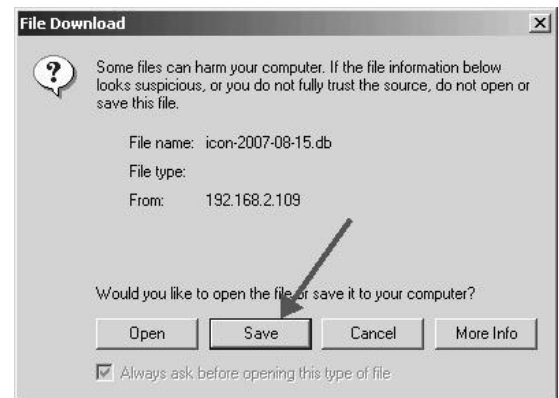 File Download
Some files can harm your computer. If the file information below
looks suspicious, or you do not fully trust the source, do not open or
save this file.
File name: icon-2007-08-15.db
File type:
From: 192.168.2.109
Would you like to open the file or save it to your computer?
Open Save Cancel More Info
Always ask before opening this type of file